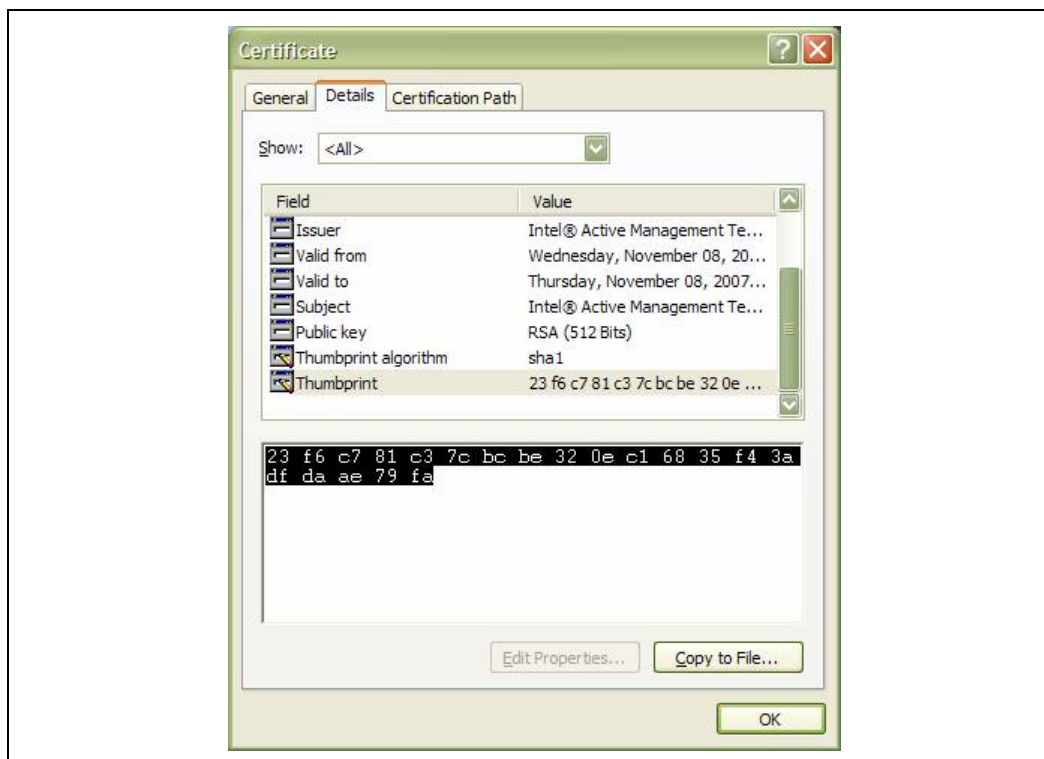 Certificate
General Details Certification Path
Show: <All>
Field Value
Issuer Intel® Active Management Te...
Valid from Wednesday, November 08, 20...
Valid to Thursday, November 08, 2007...
Subject Intel® Active Management Te...
Public key RSA (512 Bits)
Thumbprint algorithm sha1
Thumbprint 23 f6 c7 81 c3 7c bc be 32 0e ...
23 f6 c7 81 c3 7c bc be 32 0e c1 68 35 f4 3a
df da ae 79 fa
Edit Properties... Copy to File...
OK